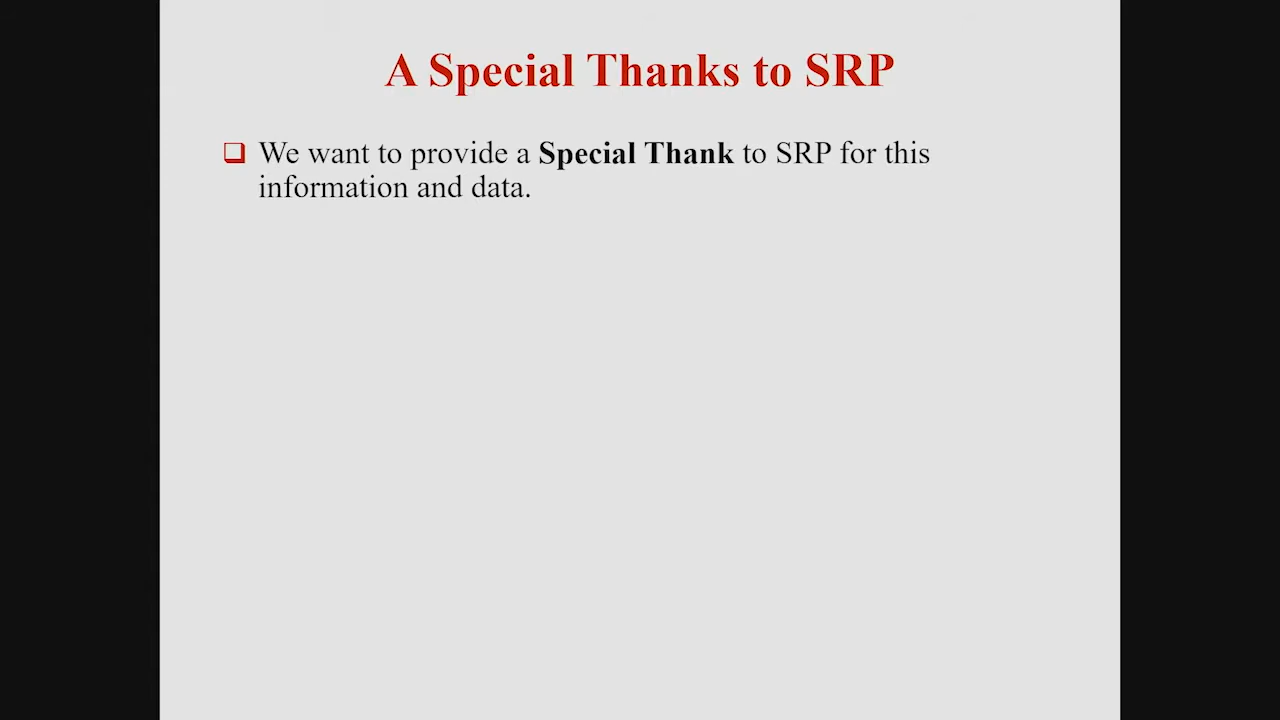 A Special Thanks to SRP
❑ We want to provide a Special Thank to SRP for this
information and data.